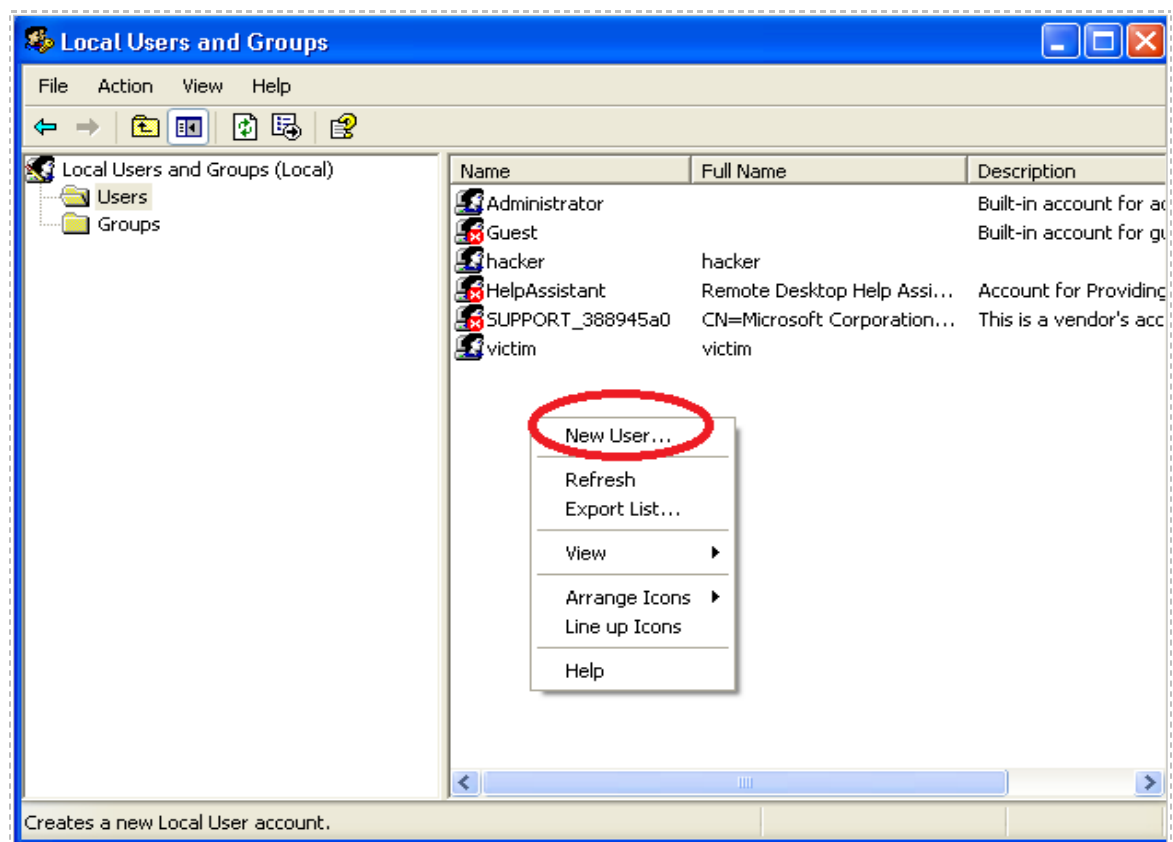 Local Users and Groups
File Action View Help
Local Users and Groups (Local)
Users
Groups
Name Full Name Description
Administrator Built-in account for ad
Guest Built-in account for gu
hacker hacker
HelpAssistant Remote Desktop Help Assi... Account for Providing
SUPPORT_388945a0 CN=Microsoft Corporation... This is a vendor's acc
victim victim
New User...
Refresh
Export List...
View
Arrange Icons
Line up Icons
Help
Creates a new Local User account.